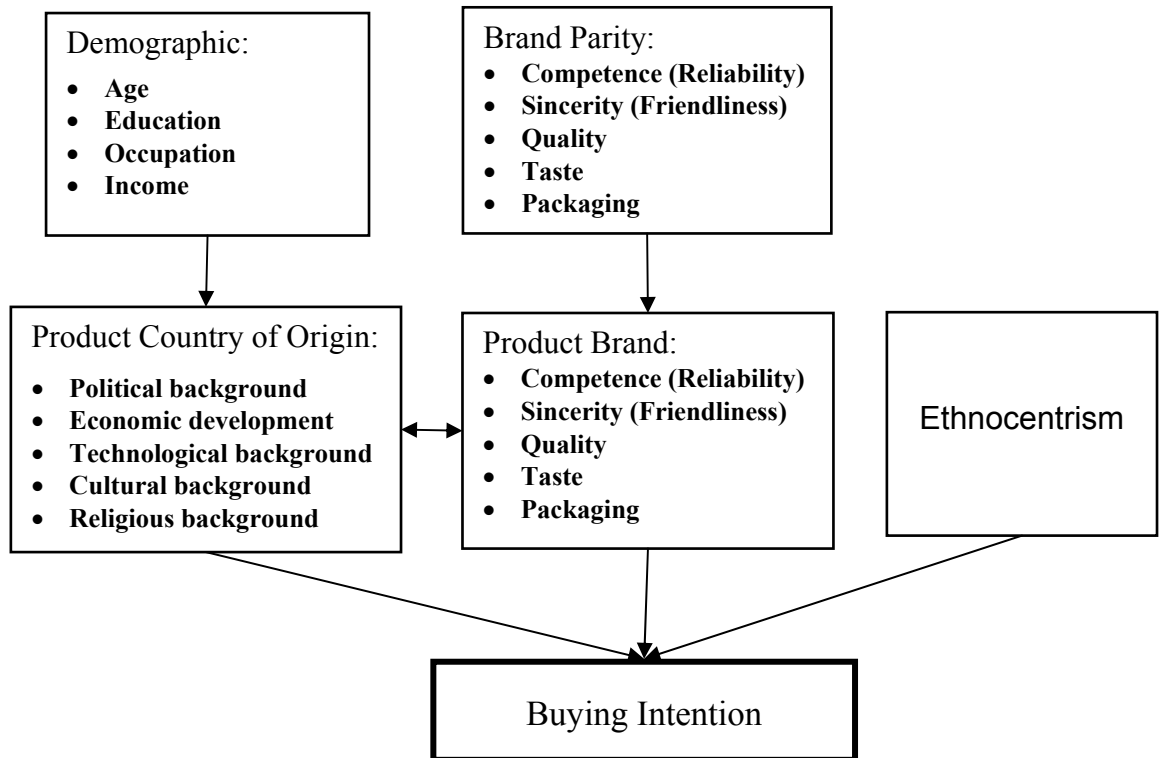 Demographic:
• Age
• Education
• Occupation
• Income
Brand Parity:
• Competence (Reliability)
• Sincerity (Friendliness)
• Quality
• Taste
• Packaging
Product Country of Origin:
• Political background
• Economic development
• Technological background
• Cultural background
• Religious background
Product Brand:
• Competence (Reliability)
• Sincerity (Friendliness)
• Quality
• Taste
• Packaging
Ethnocentrism
Buying Intention